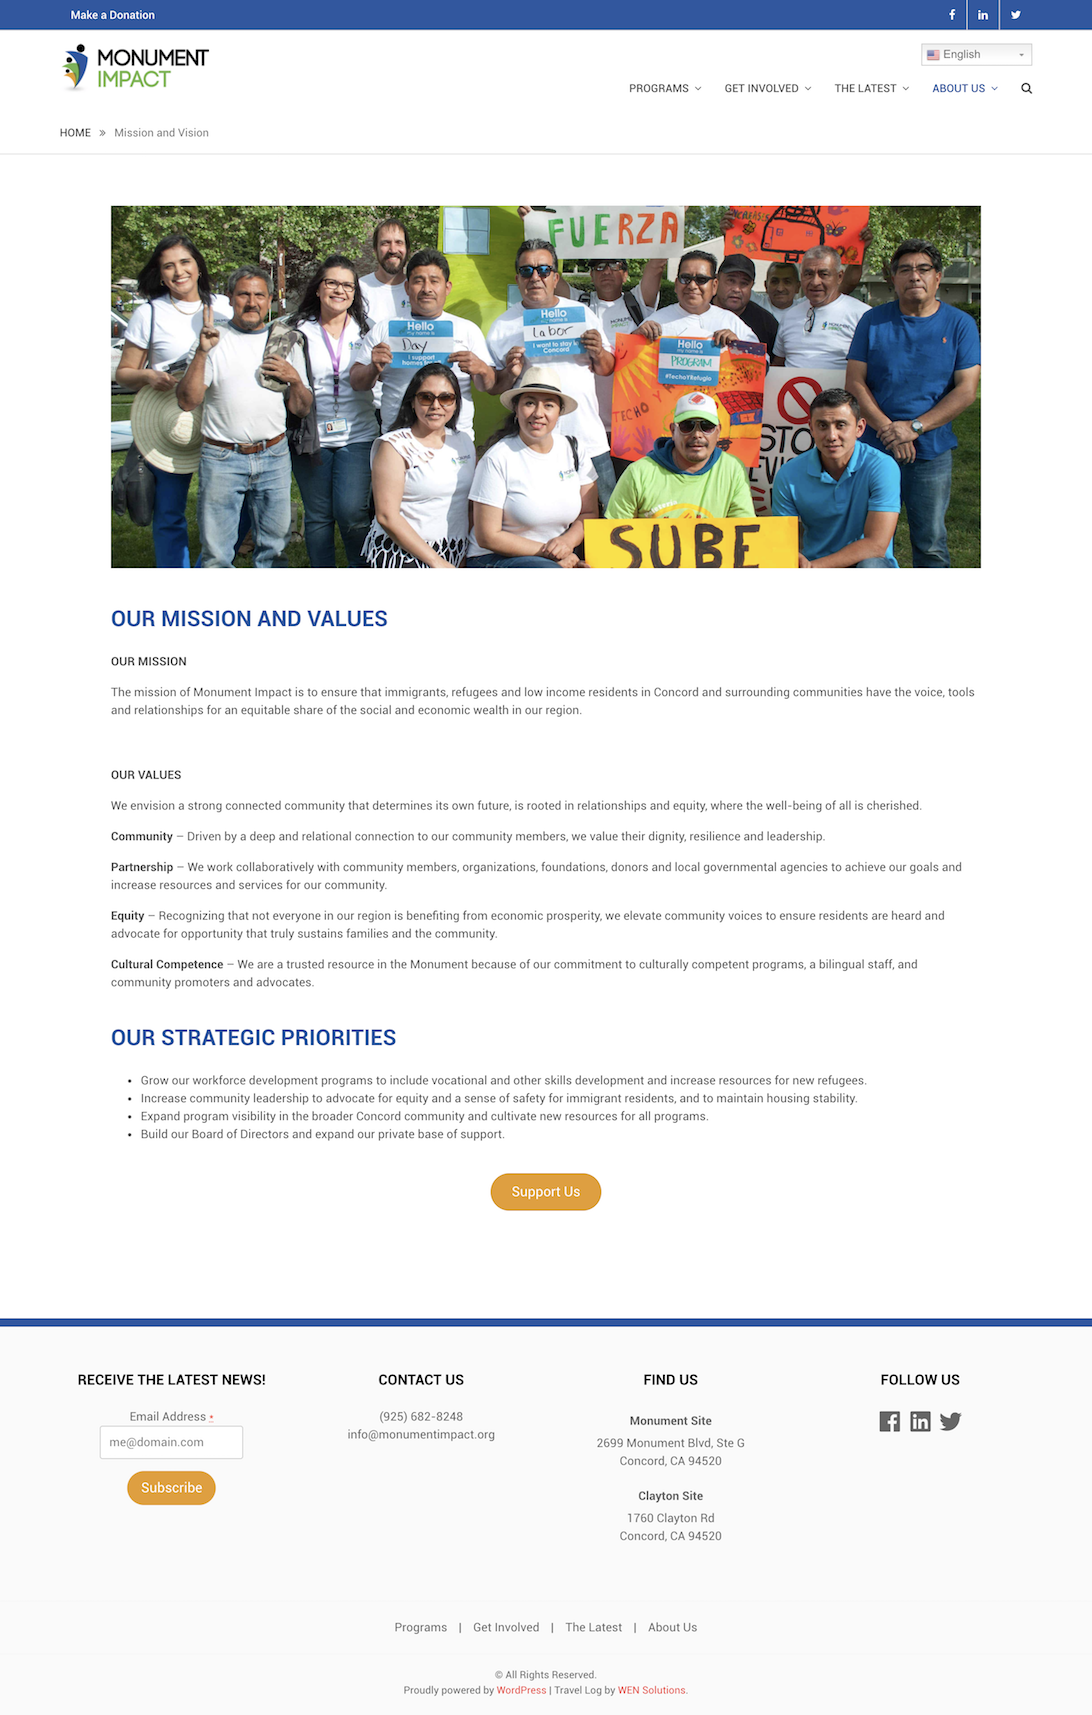 Make a Donation
MONUMENT
IMPACT
English
PROGRAMS
GET INVOLVED
THE LATEST
ABOUT US
HOME » Mission and Vision
FUERZA
Hello
my name is
Day
I support
Hello
my name is
Labor
I want to stay in
Concord
MONUMENT
IMPACT
Hello
my name is
PROGRAM
#TechoYRefugio
TECHO Y
STO
EVI
SUBE
OUR MISSION AND VALUES
OUR MISSION
The mission of Monument Impact is to ensure that immigrants, refugees and low income residents in Concord and surrounding communities have the voice, tools
and relationships for an equitable share of the social and economic wealth in our region.
OUR VALUES
We envision a strong connected community that determines its own future, is rooted in relationships and equity, where the well-being of all is cherished.
Community – Driven by a deep and relational connection to our community members, we value their dignity, resilience and leadership.
Partnership – We work collaboratively with community members, organizations, foundations, donors and local governmental agencies to achieve our goals and
increase resources and services for our community.
Equity – Recognizing that not everyone in our region is benefiting from economic prosperity, we elevate community voices to ensure residents are heard and
advocate for opportunity that truly sustains families and the community.
Cultural Competence – We are a trusted resource in the Monument because of our commitment to culturally competent programs, a bilingual staff, and
community promoters and advocates.
OUR STRATEGIC PRIORITIES
• Grow our workforce development programs to include vocational and other skills development and increase resources for new refugees.
• Increase community leadership to advocate for equity and a sense of safety for immigrant residents, and to maintain housing stability.
• Expand program visibility in the broader Concord community and cultivate new resources for all programs.
• Build our Board of Directors and expand our private base of support.
Support Us
RECEIVE THE LATEST NEWS!
Email Address *
me@domain.com
Subscribe
CONTACT US
(925) 682-8248
info@monumentimpact.org
FIND US
Monument Site
2699 Monument Blvd, Ste G
Concord, CA 94520
Clayton Site
1760 Clayton Rd
Concord, CA 94520
FOLLOW US
Programs | Get Involved | The Latest | About Us
© All Rights Reserved.
Proudly powered by WordPress | Travel Log by WEN Solutions.